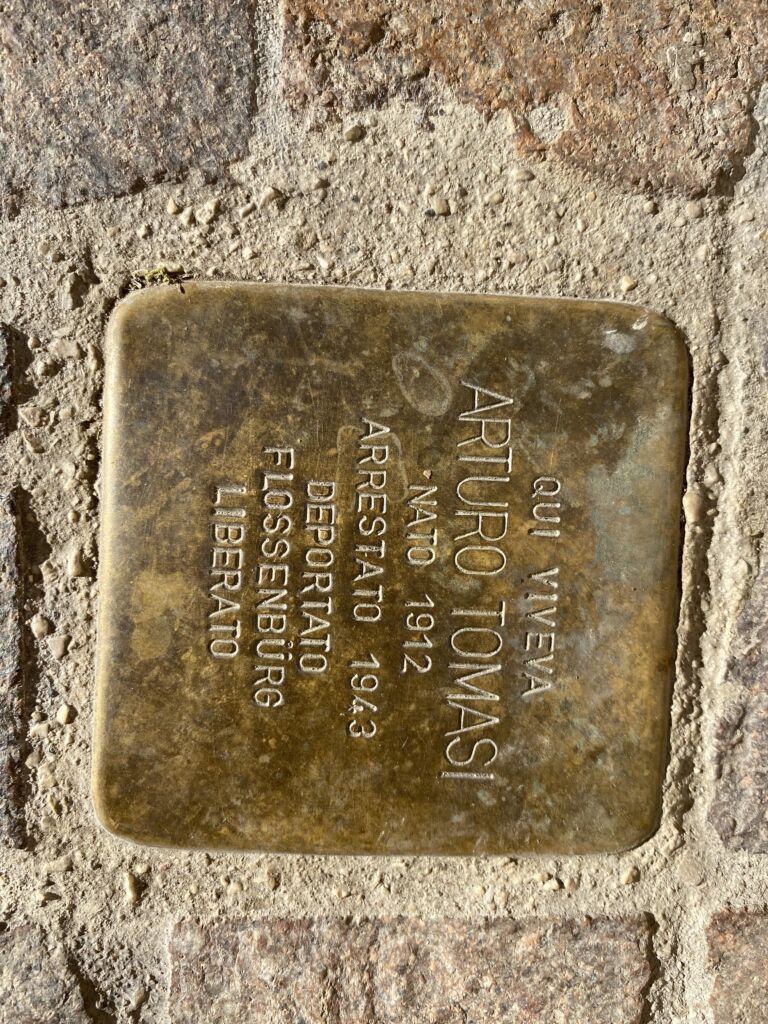 QUI VIVEVA
ARTURO TOMASI
NATO 1912
ARRESTATO 1943
DEPORTATO
FLOSSENBÜRG
LIBERATO